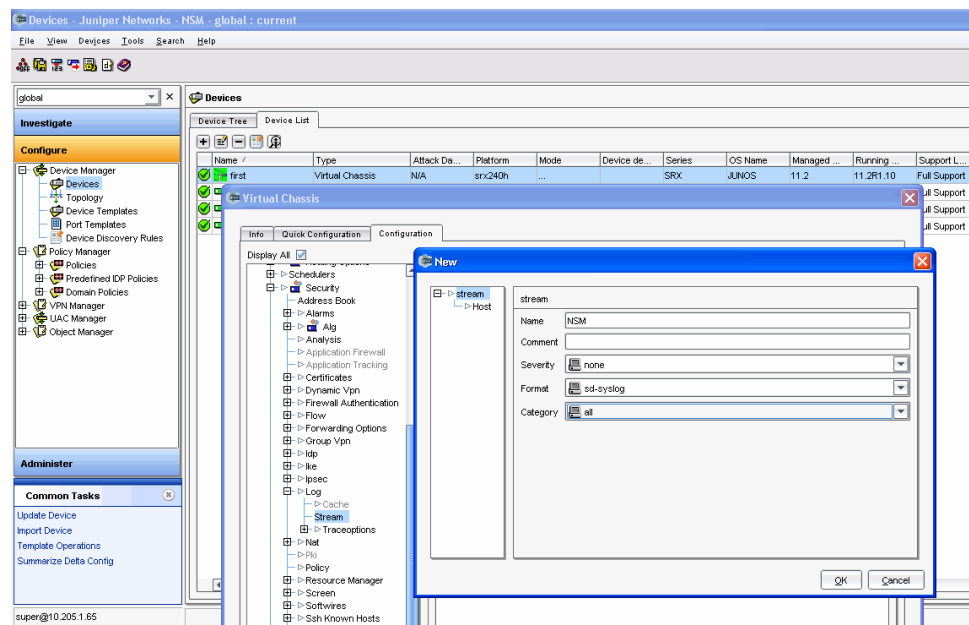 Devices - Juniper Networks - NSM - global : current
File View Devices Tools Search Help
global
Investigate
Configure
Device Manager
Devices
Topology
Device Templates
Port Templates
Device Discovery Rules
Policy Manager
Policies
Predefined IDP Policies
Domain Policies
VPN Manager
UAC Manager
Object Manager
Administer
Common Tasks
Update Device
Import Device
Template Operations
Summarize Delta Config
super@10.205.1.65
Devices
Device Tree Device List
Name / Type Attack Da... Platform Mode Device de... Series OS Name Managed ... Running ... Support L...
first Virtual Chassis N/A srx240h ... SRX JUNOS 11.2 11.2R1.10 Full Support
ull Support
ull Support
ull Support
Virtual Chassis
Info Quick Configuration Configuration
Display All
Schedulers
Security
Address Book
Alarms
Alg
Analysis
Application Firewall
Application Tracking
Certificates
Dynamic Vpn
Firewall Authentication
Flow
Forwarding Options
Group Vpn
Idp
Ike
Ipsec
Log
Cache
Stream
Traceoptions
Nat
Pki
Policy
Resource Manager
Screen
Softwires
Ssh Known Hosts
New
stream
Host
stream
Name NSM
Comment
Severity none
Format sd-syslog
Category all
OK Cancel